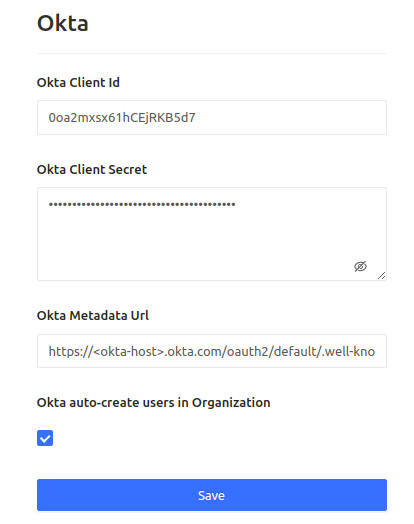 Okta
Okta Client Id
0oa2mxsx61hCEjRKB5d7
Okta Client Secret
••••••••••••••••••••••••••••••••••••••••
Okta Metadata Url
https://<okta-host>.okta.com/oauth2/default/.well-kno
Okta auto-create users in Organization
Save